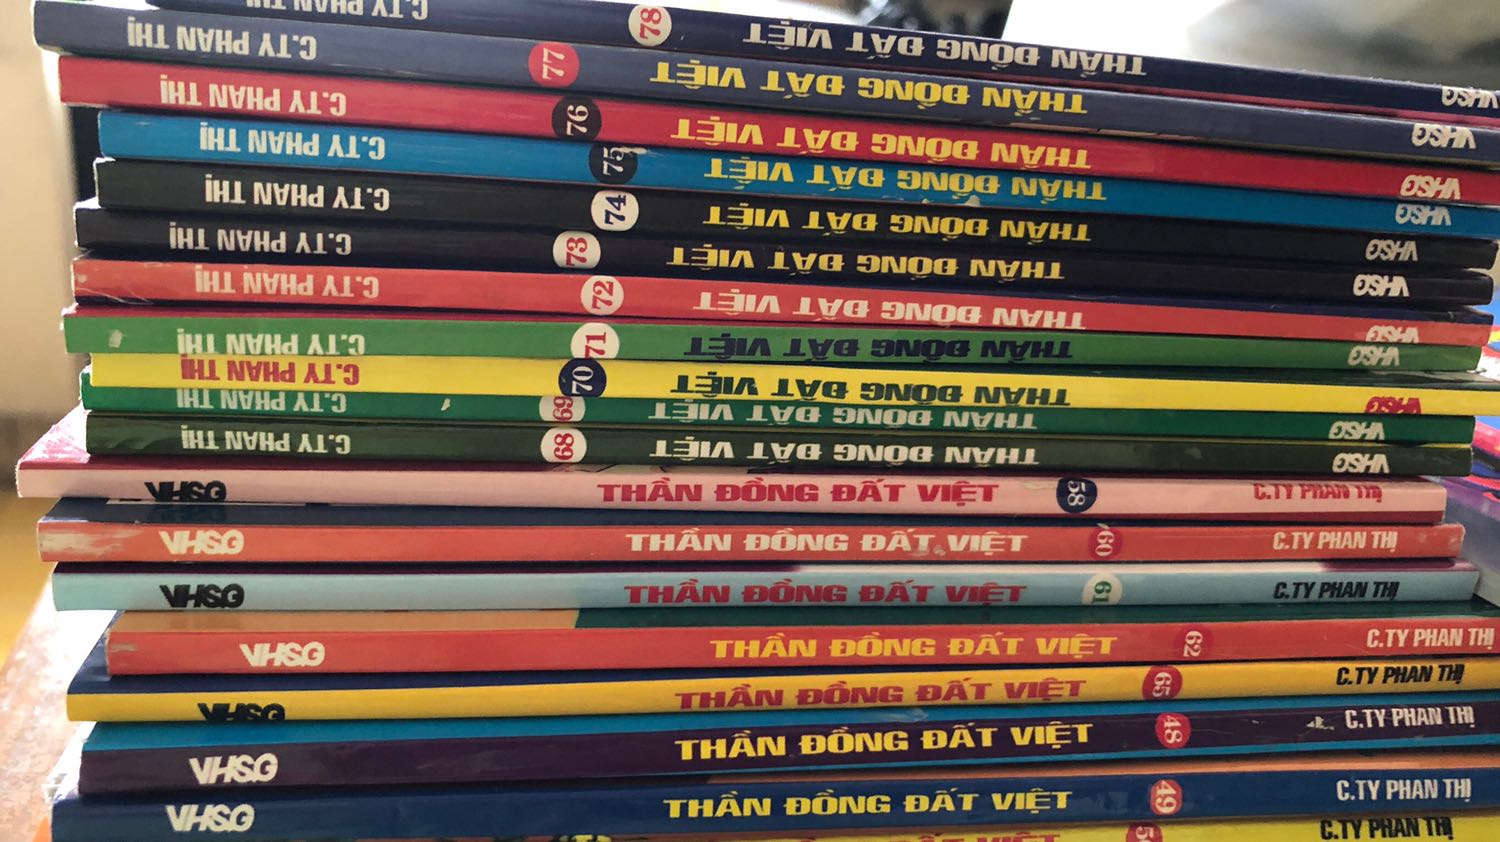 C.TY PHAN THỊ 78 THẦN ĐỒNG ĐẤT VIỆT VHSG
C.TY PHAN THỊ 77 THẦN ĐỒNG ĐẤT VIỆT VHSG
C.TY PHAN THỊ 76 THẦN ĐỒNG ĐẤT VIỆT VHSG
C.TY PHAN THỊ 75 THẦN ĐỒNG ĐẤT VIỆT VHSG
C.TY PHAN THỊ 74 THẦN ĐỒNG ĐẤT VIỆT VHSG
C.TY PHAN THỊ 73 THẦN ĐỒNG ĐẤT VIỆT VHSG
C.TY PHAN THỊ 72 THẦN ĐỒNG ĐẤT VIỆT VHSG
C.TY PHAN THỊ 71 THẦN ĐỒNG ĐẤT VIỆT VHSG
C.TY PHAN THỊ 70 THẦN ĐỒNG ĐẤT VIỆT VHSG
C.TY PHAN THỊ 69 THẦN ĐỒNG ĐẤT VIỆT VHSG
C.TY PHAN THỊ 68 THẦN ĐỒNG ĐẤT VIỆT VHSG
VHSG THẦN ĐỒNG ĐẤT VIỆT 58 C.TY PHAN THỊ
VHSG THẦN ĐỒNG ĐẤT VIỆT 60 C.TY PHAN THỊ
VHSG THẦN ĐỒNG ĐẤT VIỆT 61 C.TY PHAN THỊ
VHSG THẦN ĐỒNG ĐẤT VIỆT 62 C.TY PHAN THỊ
VHSG THẦN ĐỒNG ĐẤT VIỆT 65 C.TY PHAN THỊ
VHSG THẦN ĐỒNG ĐẤT VIỆT 48 C.TY PHAN THỊ
VHSG THẦN ĐỒNG ĐẤT VIỆT 49 C.TY PHAN THỊ
THẦN ĐỒNG ĐẤT VIỆT C.TY PHAN THỊ